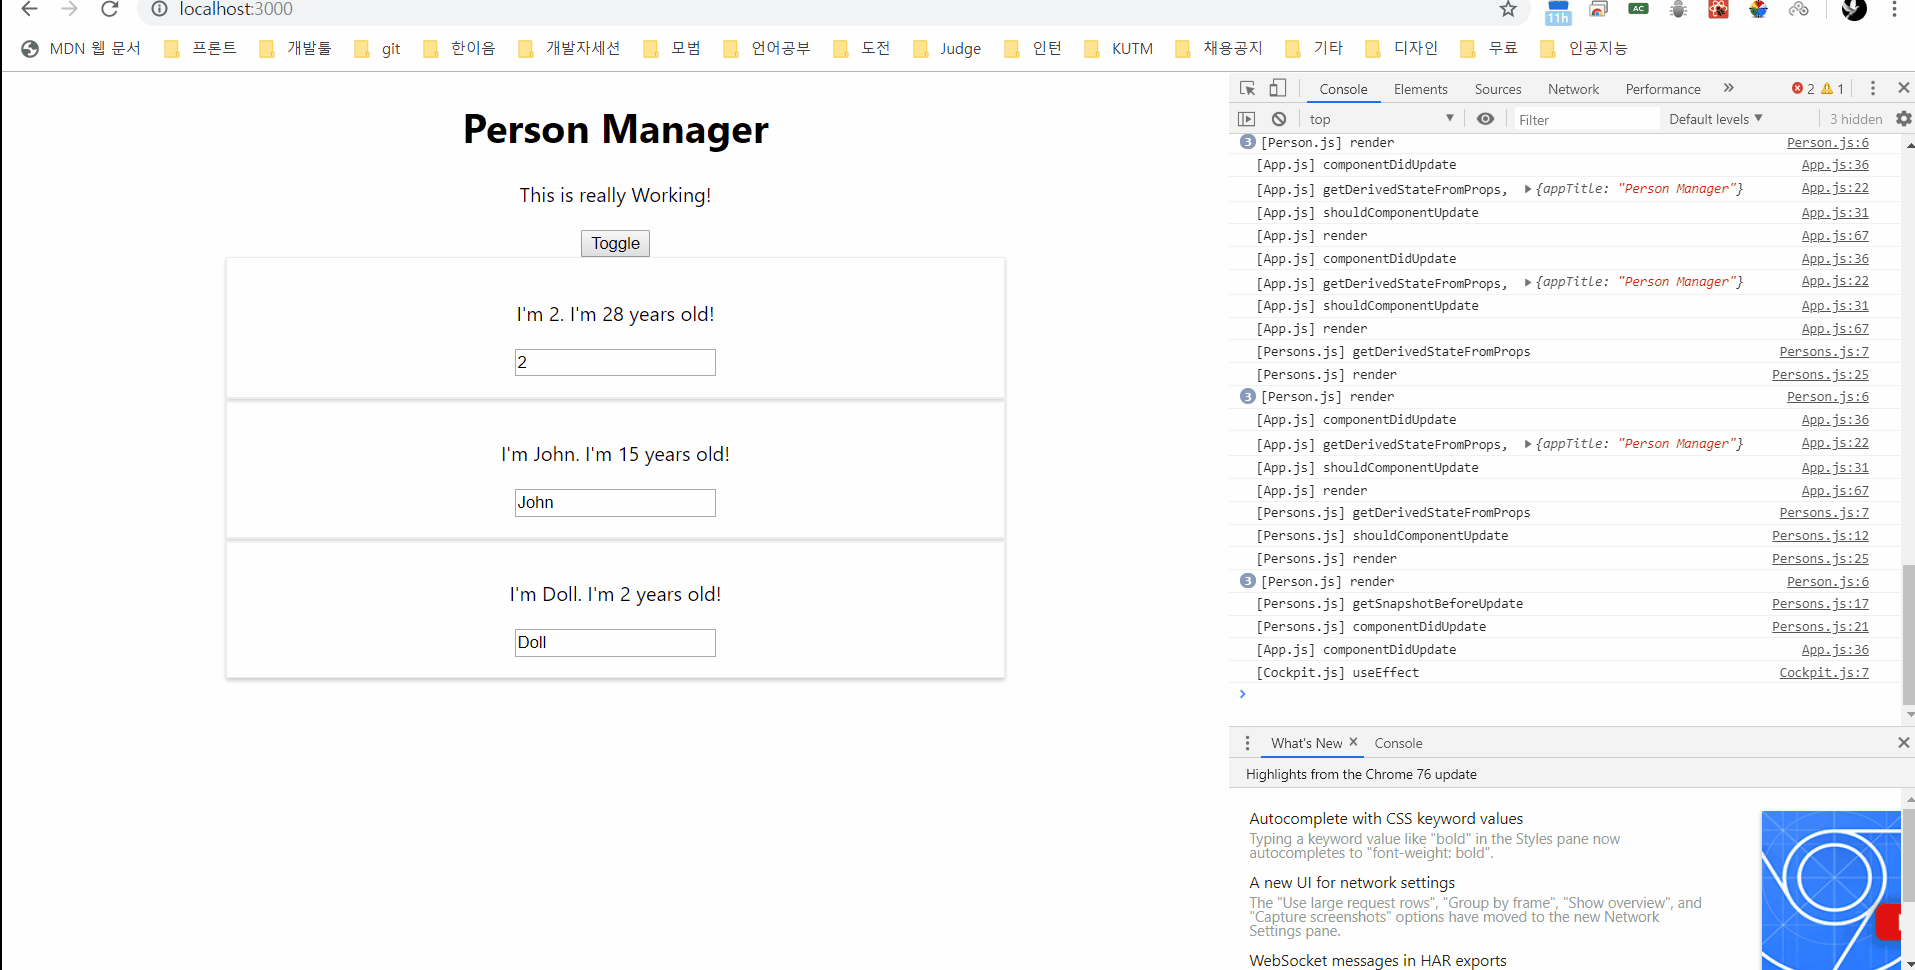 localhost:3000
11h
AC
MDN 웹 문서 프론트 개발툴 git 한이음 개발자세션 모범 언어공부 도전 Judge 인턴 KUTM 채용공지 기타 디자인 무료 인공지능
Person Manager
This is really Working!
Toggle
I'm 2. I'm 28 years old!
2
I'm John. I'm 15 years old!
John
I'm Doll. I'm 2 years old!
Doll
Console Elements Sources Network Performance » 2 1
top Filter Default levels 3 hidden
3 [Person.js] render Person.js:6
[App.js] componentDidUpdate App.js:36
[App.js] getDerivedStateFromProps, {appTitle: "Person Manager"} App.js:22
[App.js] shouldComponentUpdate App.js:31
[App.js] render App.js:67
[App.js] componentDidUpdate App.js:36
[App.js] getDerivedStateFromProps, {appTitle: "Person Manager"} App.js:22
[App.js] shouldComponentUpdate App.js:31
[App.js] render App.js:67
[Persons.js] getDerivedStateFromProps Persons.js:7
[Persons.js] render Persons.js:25
3 [Person.js] render Person.js:6
[App.js] componentDidUpdate App.js:36
[App.js] getDerivedStateFromProps, {appTitle: "Person Manager"} App.js:22
[App.js] shouldComponentUpdate App.js:31
[App.js] render App.js:67
[Persons.js] getDerivedStateFromProps Persons.js:7
[Persons.js] shouldComponentUpdate Persons.js:12
[Persons.js] render Persons.js:25
3 [Person.js] render Person.js:6
[Persons.js] getSnapshotBeforeUpdate Persons.js:17
[Persons.js] componentDidUpdate Persons.js:21
[App.js] componentDidUpdate App.js:36
[Cockpit.js] useEffect Cockpit.js:7
What's New Console
Highlights from the Chrome 76 update
Autocomplete with CSS keyword values
Typing a keyword value like "bold" in the Styles pane now
autocompletes to "font-weight: bold".
A new UI for network settings
The "Use large request rows", "Group by frame", "Show overview", and
"Capture screenshots" options have moved to the new Network
Settings pane.
WebSocket messages in HAR exports